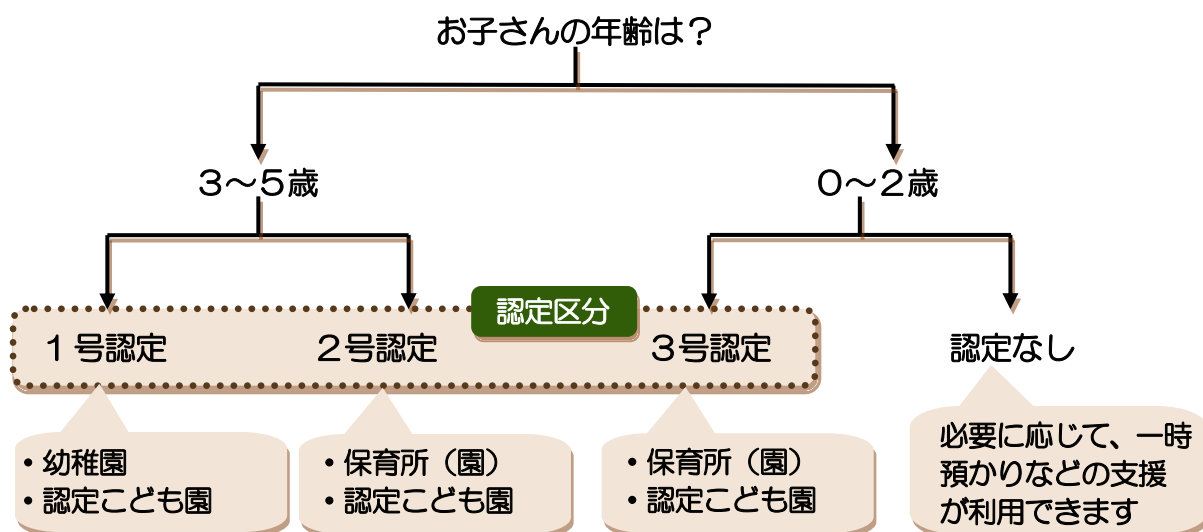 お子さんの年齢は？
３～５歳
０～２歳
認定区分
１号認定
２号認定
３号認定
認定なし
・幼稚園
・認定こども園
・保育所（園）
・認定こども園
・保育所（園）
・認定こども園
必要に応じて、一時
預かりなどの支援
が利用できます